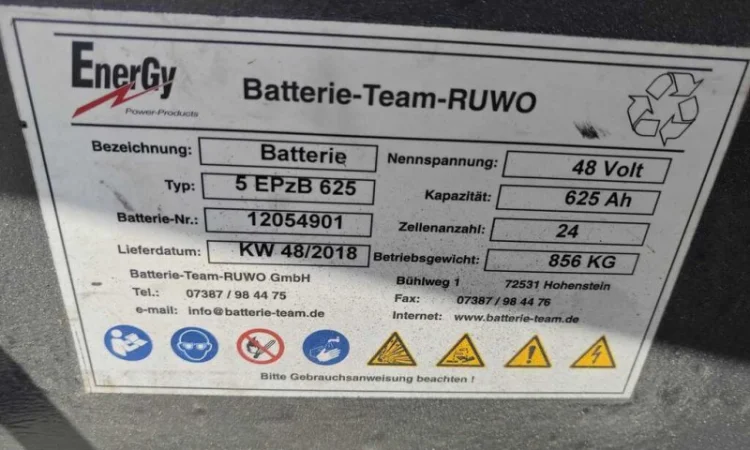 EnerGy
Power-Products
Batterie-Team-RUWO
Bezeichnung: Batterie Nennspannung: 48 Volt
Typ: 5 EPzB 625 Kapazität: 625 Ah
Batterie-Nr.: 12054901 Zellenanzahl: 24
Lieferdatum: KW 48/2018 Betriebsgewicht: 856 KG
Batterie-Team-RUWO GmbH Bühlweg 1 72531 Hohenstein
Tel.: 07387 / 98 44 75 Fax: 07387 / 98 44 76
e-mail: info@batterie-team.de Internet: www.batterie-team.de
Bitte Gebrauchsanweisung beachten !